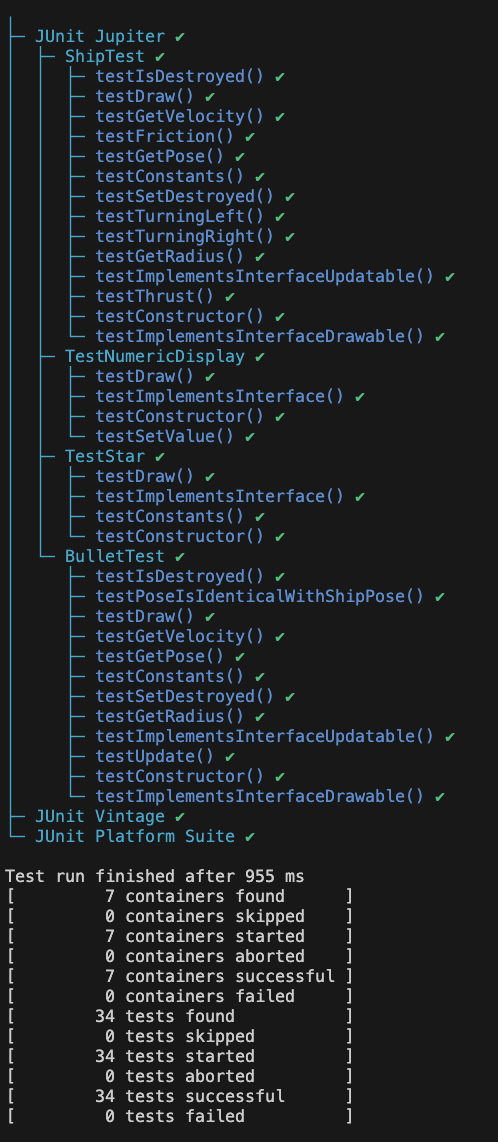 ├─ JUnit Jupiter ✔
│  ├─ ShipTest ✔
│  │  ├─ testIsDestroyed() ✔
│  │  ├─ testDraw() ✔
│  │  ├─ testGetVelocity() ✔
│  │  ├─ testFriction() ✔
│  │  ├─ testGetPose() ✔
│  │  ├─ testConstants() ✔
│  │  ├─ testSetDestroyed() ✔
│  │  ├─ testTurningLeft() ✔
│  │  ├─ testTurningRight() ✔
│  │  ├─ testGetRadius() ✔
│  │  ├─ testImplementsInterfaceUpdatable() ✔
│  │  ├─ testThrust() ✔
│  │  ├─ testConstructor() ✔
│  │  └─ testImplementsInterfaceDrawable() ✔
│  ├─ TestNumericDisplay ✔
│  │  ├─ testDraw() ✔
│  │  ├─ testImplementsInterface() ✔
│  │  ├─ testConstructor() ✔
│  │  └─ testSetValue() ✔
│  ├─ TestStar ✔
│  │  ├─ testDraw() ✔
│  │  ├─ testImplementsInterface() ✔
│  │  ├─ testConstants() ✔
│  │  └─ testConstructor() ✔
│  └─ BulletTest ✔
│     ├─ testIsDestroyed() ✔
│     ├─ testPoseIsIdenticalWithShipPose() ✔
│     ├─ testDraw() ✔
│     ├─ testGetVelocity() ✔
│     ├─ testGetPose() ✔
│     ├─ testConstants() ✔
│     ├─ testSetDestroyed() ✔
│     ├─ testGetRadius() ✔
│     ├─ testImplementsInterfaceUpdatable() ✔
│     ├─ testUpdate() ✔
│     ├─ testConstructor() ✔
│     └─ testImplementsInterfaceDrawable() ✔
├─ JUnit Vintage ✔
└─ JUnit Platform Suite ✔
Test run finished after 955 ms
[         7 containers found      ]
[         0 containers skipped    ]
[         7 containers started    ]
[         0 containers aborted    ]
[         7 containers successful ]
[         0 containers failed     ]
[        34 tests found           ]
[         0 tests skipped         ]
[        34 tests started         ]
[         0 tests aborted         ]
[        34 tests successful      ]
[         0 tests failed          ]